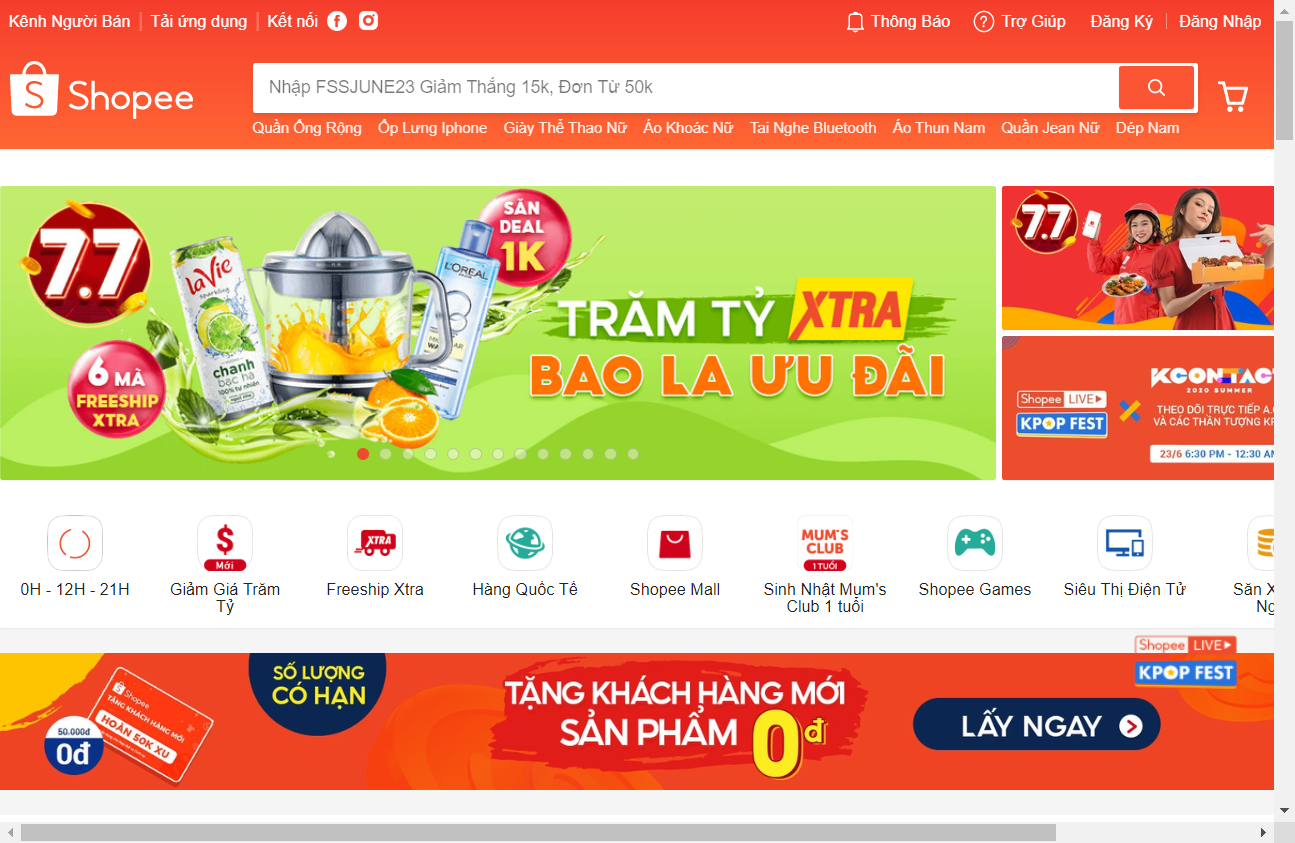 Kênh Người Bán
Tải ứng dụng
Kết nối
Thông Báo
Trợ Giúp
Đăng Ký
Đăng Nhập
Shopee
Nhập FSSJUNE23 Giảm Thắng 15k, Đơn Từ 50k
Quần Ống Rộng
Ốp Lưng Iphone
Giày Thể Thao Nữ
Áo Khoác Nữ
Tai Nghe Bluetooth
Áo Thun Nam
Quần Jean Nữ
Dép Nam
7.7
6 MÃ
FREESHIP
XTRA
LaVie
sparkling
chanh
bạc hà
100% tự nhiên
L'ORÉAL
SĂN
DEAL
1K
TRĂM TỶ XTRA
BAO LA ƯU ĐÃI
7.7
Shopee LIVE
KPOP FEST
KCONTACT
2020 SUMMER
THEO DÕI TRỰC TIẾP A.C
VÀ CÁC THẦN TƯỢNG KP
23/6 6:30 PM - 12:30 AM
0H - 12H - 21H
Mới
Giảm Giá Trăm
Tỷ
XTRA
Freeship Xtra
Hàng Quốc Tế
Shopee Mall
MUM'S
CLUB
1 TUỔI
Sinh Nhật Mum's
Club 1 tuổi
Shopee Games
Siêu Thị Điện Tử
Săn X
Ng
Shopee LIVE
KPOP FEST
Shopee
TẶNG KHÁCH HÀNG MỚI
HOÀN 50K XU
50.000đ
0đ
SỐ LƯỢNG
CÓ HẠN
TẶNG KHÁCH HÀNG MỚI
SẢN PHẨM 0đ
LẤY NGAY